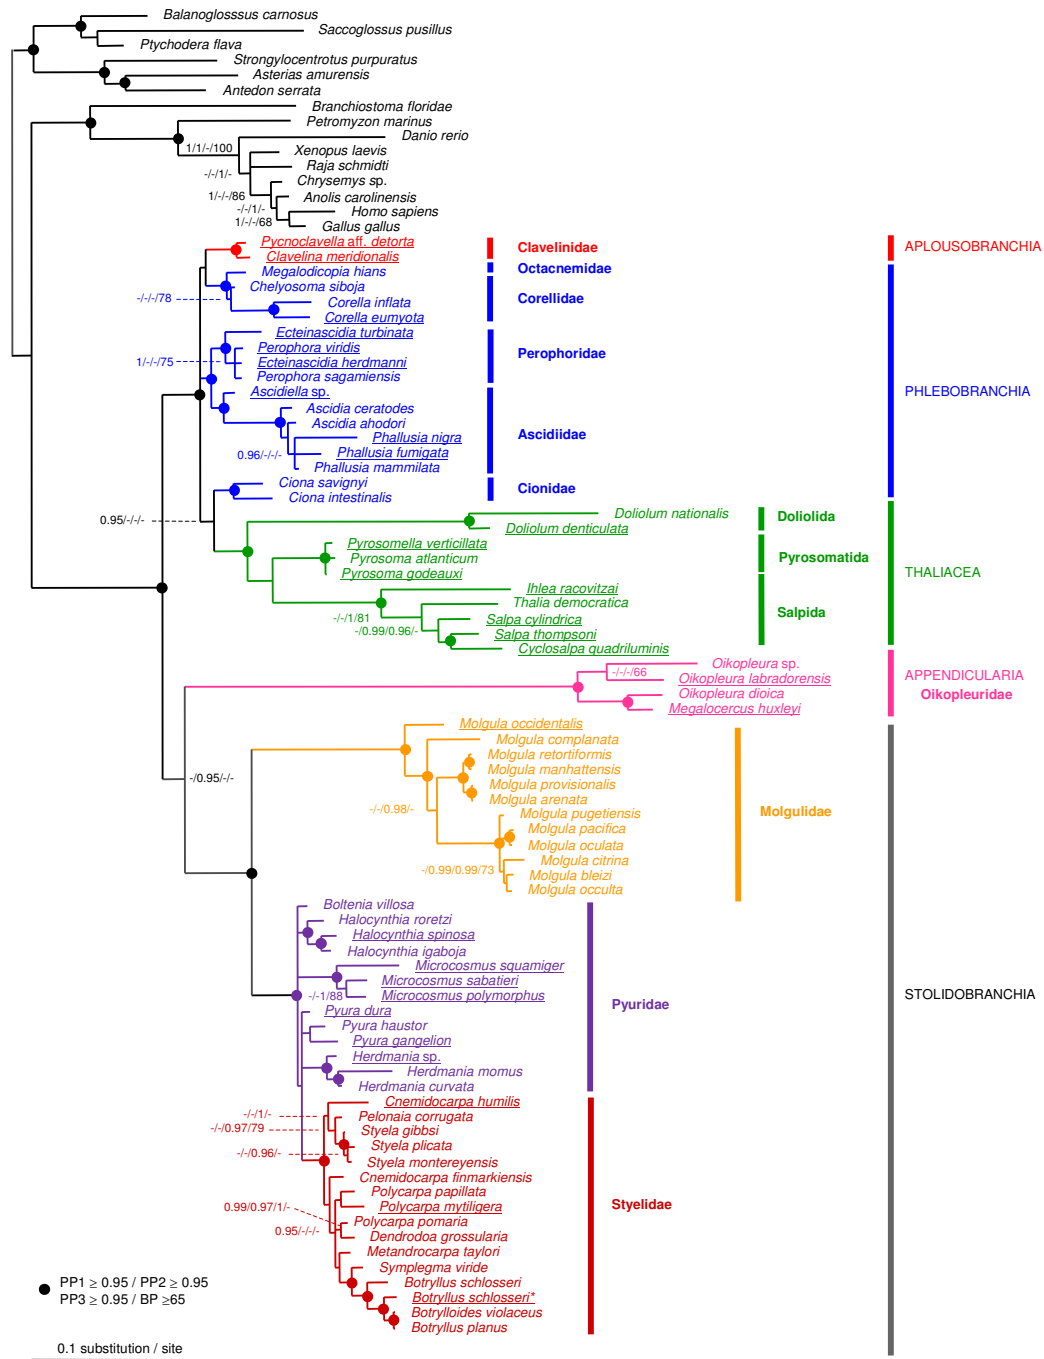 Balanoglosssus carnosus
Saccoglossus pusillus
Ptychodera flava
Strongylocentrotus purpuratus
Asterias amurensis
Antedon serrata
Branchiostoma floridae
Petromyzon marinus
Danio rerio
1/1/-/100
Xenopus laevis
Raja schmidti
-/-/1/-
Chrysemys sp.
1/-/-/86
Anolis carolinensis
-/-/1/-
Homo sapiens
1/-/-/68
Gallus gallus
Pycnoclavella aff. detorta
Clavelinidae
APLOUSOBRANCHIA
Clavelina meridionalis
Megalodicopia hians
Octacnemidae
Chelyosoma siboja
-/-/-/78
Corellidae
Corella inflata
Corella eumyota
Ecteinascidia turbinata
Perophora viridis
Perophoridae
1/-/-/75
Ecteinascidia herdmanni
Perophora sagamiensis
Ascidiella sp.
PHLEBOBRANCHIA
Ascidia ceratodes
Ascidia ahodori
Ascidiidae
Phallusia nigra
0.96/-/-/-
Phallusia fumigata
Phallusia mammilata
Ciona savignyi
Cionidae
Ciona intestinalis
0.95/-/-/-
Doliolum nationalis
Doliolida
Doliolum denticulata
Pyrosomella verticillata
Pyrosoma atlanticum
Pyrosomatida
Pyrosoma godeauxi
THALIACEA
Ihlea racovitzai
Thalia democratica
Salpida
-/-/1/81
Salpa cylindrica
-/0.99/0.96/-
Salpa thompsoni
Cyclosalpa quadriluminis
Oikopleura sp.
-/-/-/66
APPENDICULARIA
Oikopleura labradorensis
Oikopleura dioica
Oikopleuridae
Megalocercus huxleyi
Molgula occidentalis
Molgula complanata
Molgula retortiformis
Molgula manhattensis
-/0.95/-/-
Molgula provisionalis
Molgula arenata
-/-/0.98/-
Molgulidae
Molgula pugetiensis
Molgula pacifica
Molgula oculata
Molgula citrina
-/0.99/0.99/73
Molgula bleizi
Molgula occulta
Boltenia villosa
Halocynthia roretzi
Halocynthia spinosa
Halocynthia igaboja
Microcosmus squamiger
Microcosmus sabatieri
-/-1/88
Microcosmus polymorphus
STOLIDOBRANCHIA
Pyuridae
Pyura dura
Pyura haustor
Pyura gangelion
Herdmania sp.
Herdmania momus
Herdmania curvata
Cnemidocarpa humilis
-/-/1/-
Pelonaia corrugata
-/-/0.97/79
Styela gibbsi
Styela plicata
-/-/0.96/-
Styela montereyensis
Cnemidocarpa finmarkiensis
Polycarpa papillata
Styelidae
0.99/0.97/1/-
Polycarpa mytiligera
Polycarpa pomaria
0.95/-/-/-
Dendrodoa grossularia
Metandrocarpa taylori
Symplegma viride
Botryllus schlosseri
PP1 ≥ 0.95 / PP2 ≥ 0.95
Botryllus schlosseri*
PP3 ≥ 0.95 / BP ≥65
Botrylloides violaceus
Botryllus planus
0.1 substitution / site